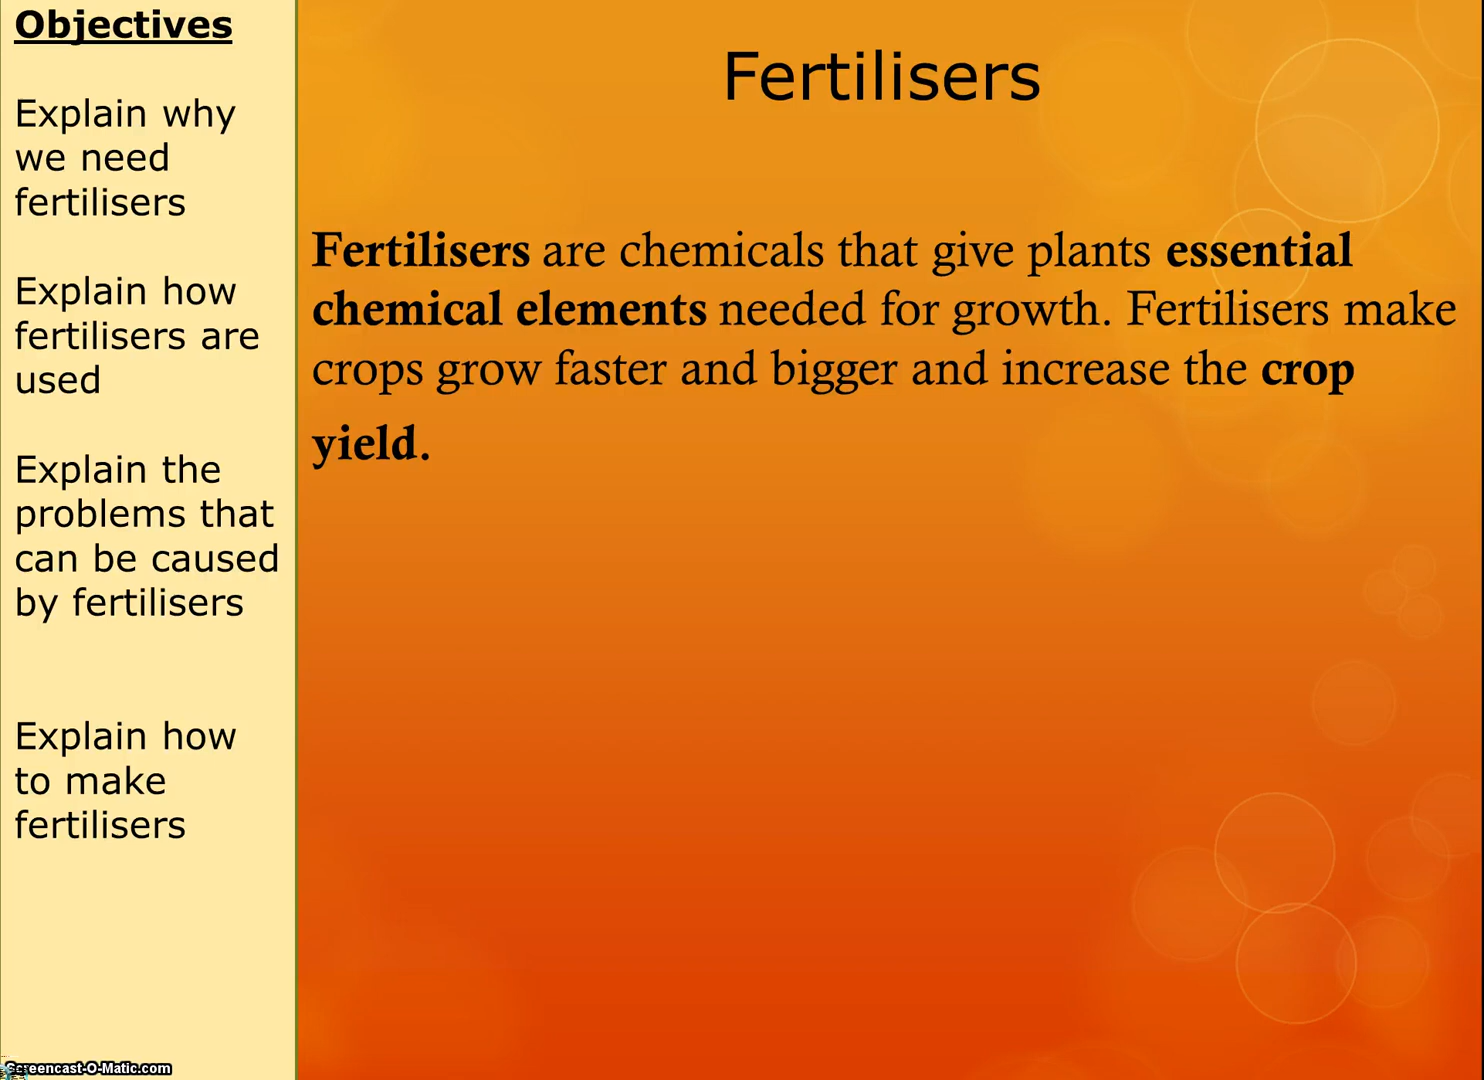 Objectives
Explain why
we need
fertilisers
Explain how
fertilisers are
used
Explain the
problems that
can be caused
by fertilisers
Explain how
to make
fertilisers
Fertilisers
Fertilisers are chemicals that give plants essential
chemical elements needed for growth. Fertilisers make
crops grow faster and bigger and increase the crop
yield.
Screencast-O-Matic.com